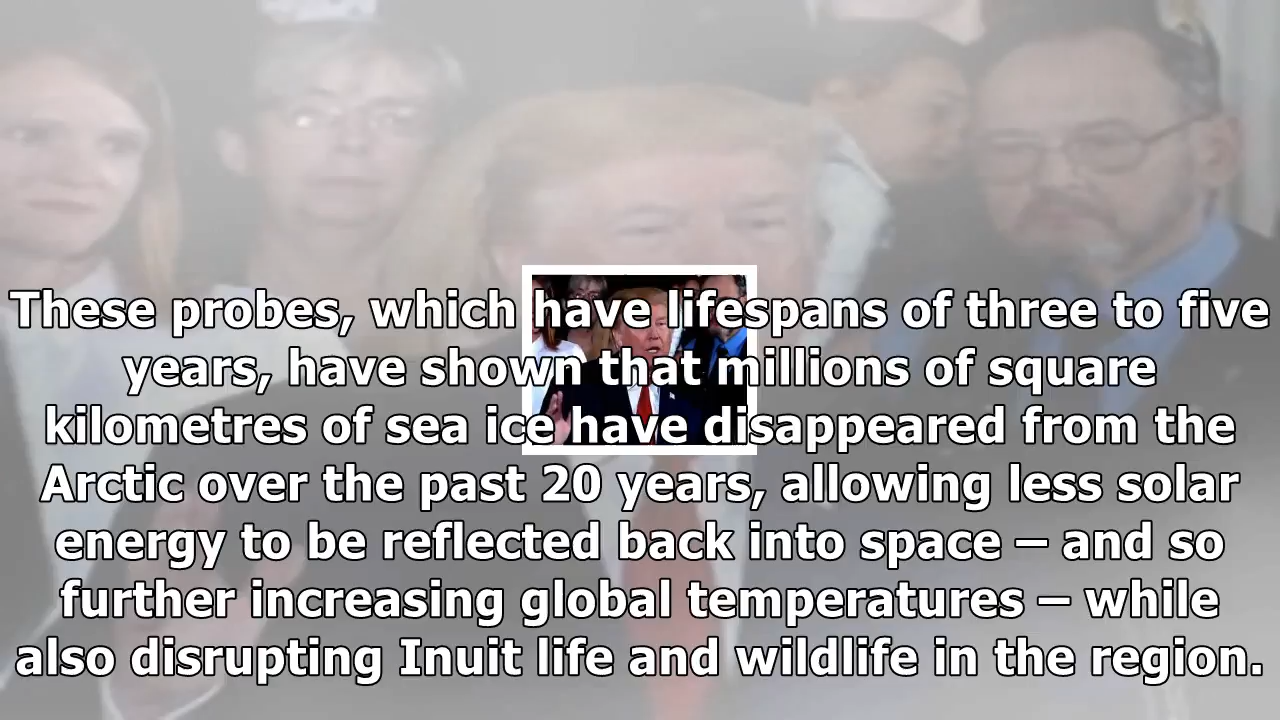 These probes, which have lifespans of three to five
years, have shown that millions of square
kilometres of sea ice have disappeared from the
Arctic over the past 20 years, allowing less solar
energy to be reflected back into space – and so
further increasing global temperatures – while
also disrupting Inuit life and wildlife in the region.